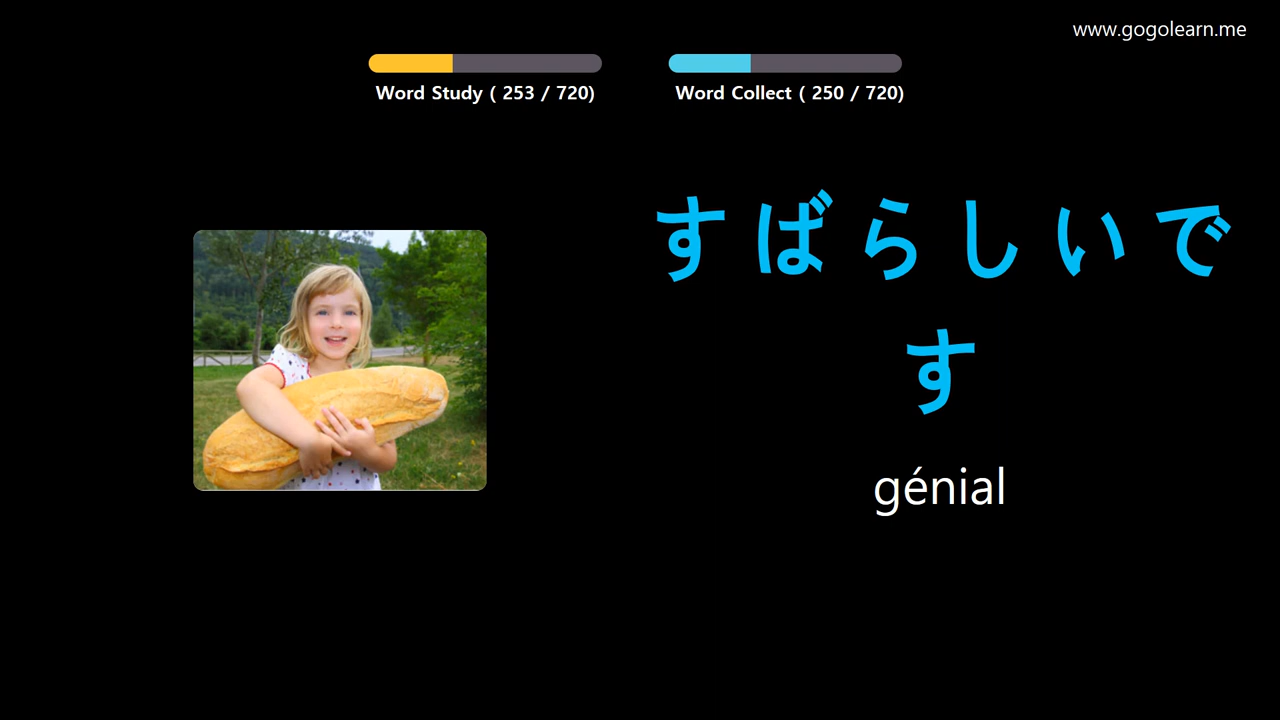 www.gogolearn.me
Word Study ( 253 / 720)
Word Collect ( 250 / 720)
すばらしいで
す
génial